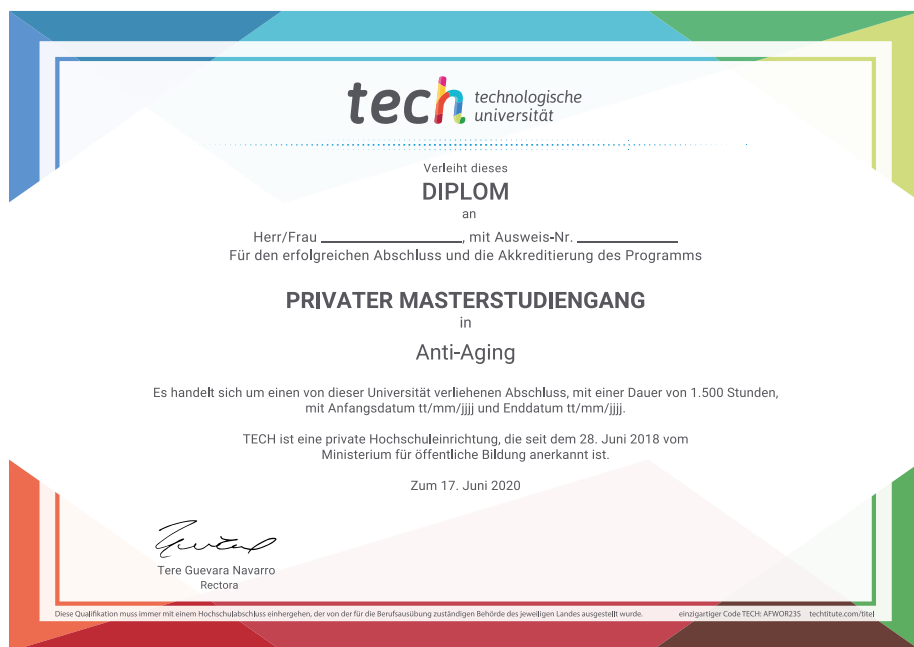 tech technologische
universität
Verleiht dieses
DIPLOM
an
Herr/Frau ____________________, mit Ausweis-Nr. ______________
Für den erfolgreichen Abschluss und die Akkreditierung des Programms
PRIVATER MASTERSTUDIENGANG
in
Anti-Aging
Es handelt sich um einen von dieser Universität verliehenen Abschluss, mit einer Dauer von 1.500 Stunden,
mit Anfangsdatum tt/mm/jjjj und Enddatum tt/mm/jjjj.
TECH ist eine private Hochschuleinrichtung, die seit dem 28. Juni 2018 vom
Ministerium für öffentliche Bildung anerkannt ist.
Zum 17. Juni 2020
Tere Guevara Navarro
Rectora
Diese Qualifikation muss immer mit einem Hochschulabschluss einhergehen, der von der für die Berufsausübung zuständigen Behörde des jeweiligen Landes ausgestellt wurde. einzigartiger Code TECH: AFWOR23S techtitute.com/titel